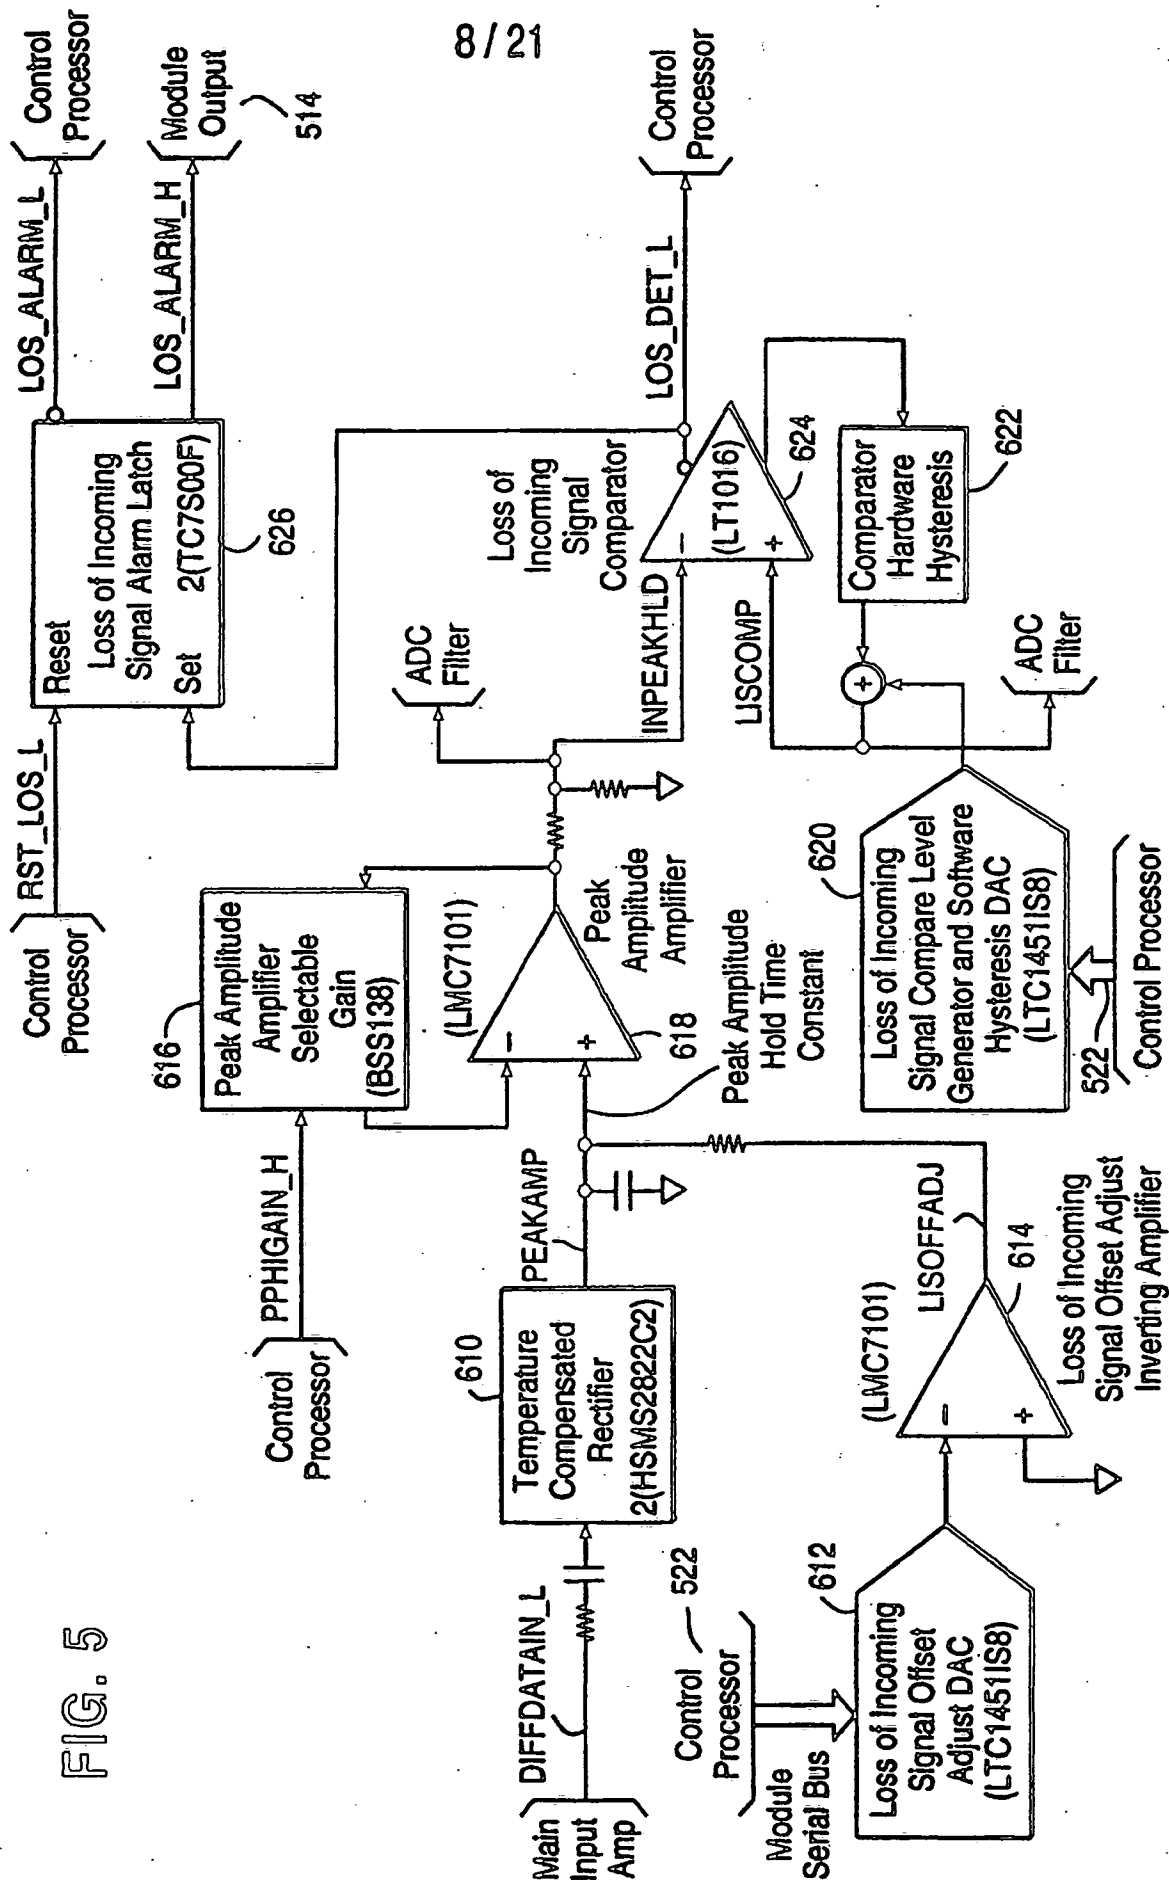 8/21
FIG. 5
Control
Processor
RST_LOS_L
Reset
Loss of Incoming
Signal Alarm Latch
Set 2(TC7S00F)
626
LOS_ALARM_L
Control
Processor
LOS_ALARM_H
Module
Output
514
Control
Processor
PPHIGAIN_H
616
Peak Amplitude
Amplifier
Selectable
Gain
(BSS138)
(LMC7101)
−
+
618
Peak
Amplitude
Amplifier
Peak Amplitude
Hold Time
Constant
ADC
Filter
INPEAKHLD
Loss of
Incoming
Signal
Comparator
−
(LT1016)
+
624
LOS_DET_L
Control
Processor
LISCOMP
Comparator
Hardware
Hysteresis
622
+
ADC
Filter
Main
Input
Amp
DIFFDATAIN_L
610
Temperature
Compensated
Rectifier
2(HSMS2822C2)
PEAKAMP
620
Loss of Incoming
Signal Compare Level
Generator and Software
Hysteresis DAC
(LTC1451IS8)
522
Control Processor
Control
Processor
522
Module
Serial Bus
612
Loss of Incoming
Signal Offset
Adjust DAC
(LTC1451IS8)
(LMC7101)
−
+
LISOFFADJ
614
Loss of Incoming
Signal Offset Adjust
Inverting Amplifier